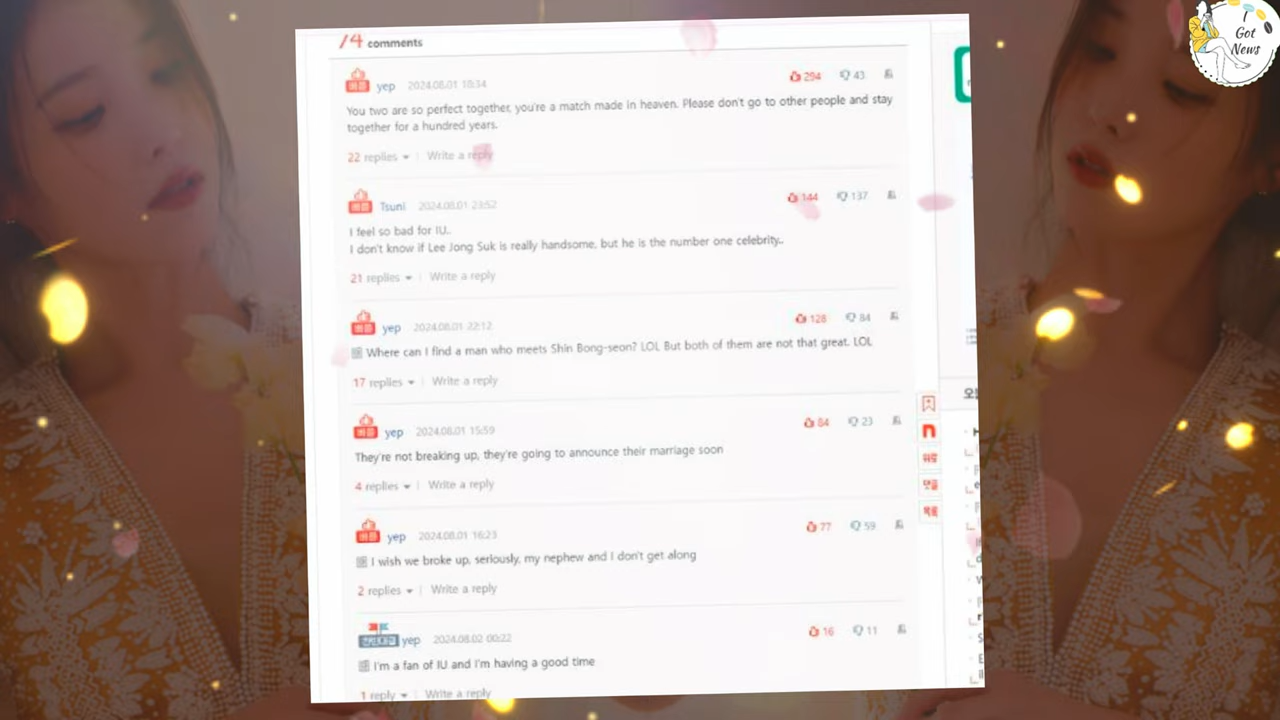 74 comments
yep 2024.08.01 18:34 294 43
You two are so perfect together, you're a match made in heaven. Please don't go to other people and stay
together for a hundred years.
22 replies Write a reply
Tsuni 2024.08.01 23:52 144 137
I feel so bad for IU..
I don't know if Lee Jong Suk is really handsome, but he is the number one celebrity..
21 replies Write a reply
yep 2024.08.01 22:12 128 84
Where can I find a man who meets Shin Bong-seon? LOL But both of them are not that great. LOL
17 replies Write a reply
yep 2024.08.01 15:59 84 23
They're not breaking up, they're going to announce their marriage soon
4 replies Write a reply
yep 2024.08.01 16:23 77 59
I wish we broke up, seriously, my nephew and I don't get along
2 replies Write a reply
yep 2024.08.02 00:22 16 11
I'm a fan of IU and I'm having a good time
1 reply Write a reply
I
Got
News